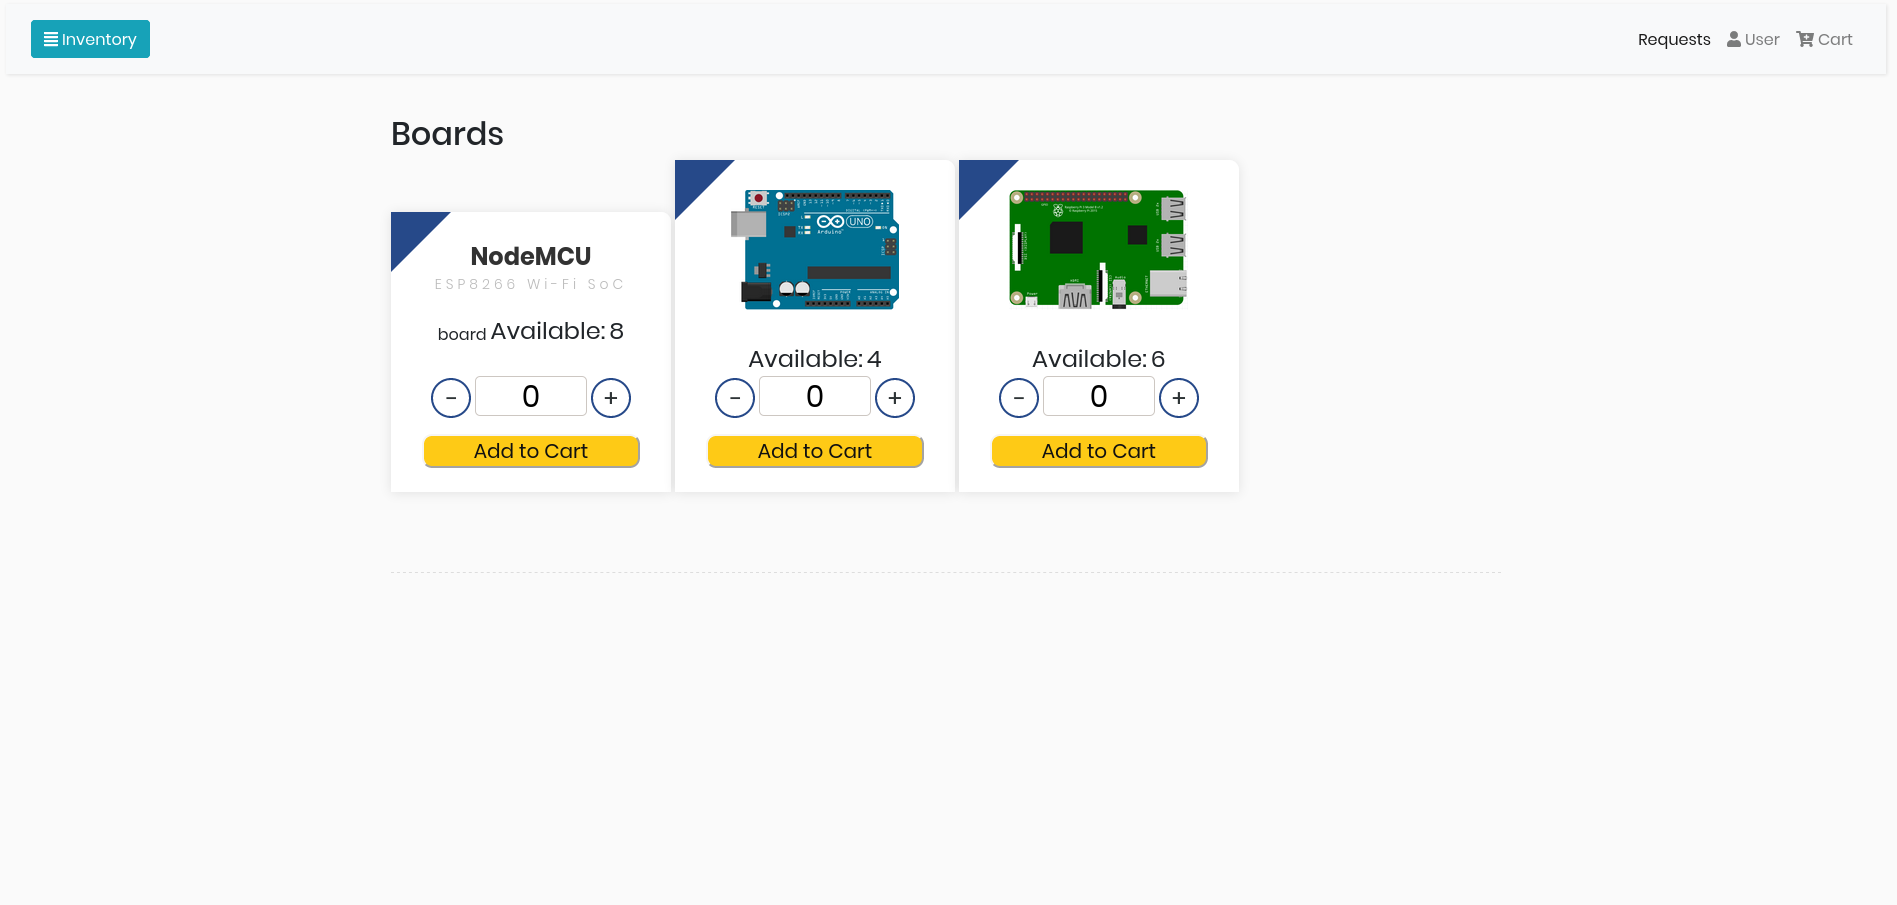 Inventory
Requests
User
Cart
Boards
NodeMCU
ESP8266 Wi-Fi SoC
board Available: 8
- 0 +
Add to Cart
UNO
Arduino
Available: 4
- 0 +
Add to Cart
Available: 6
- 0 +
Add to Cart